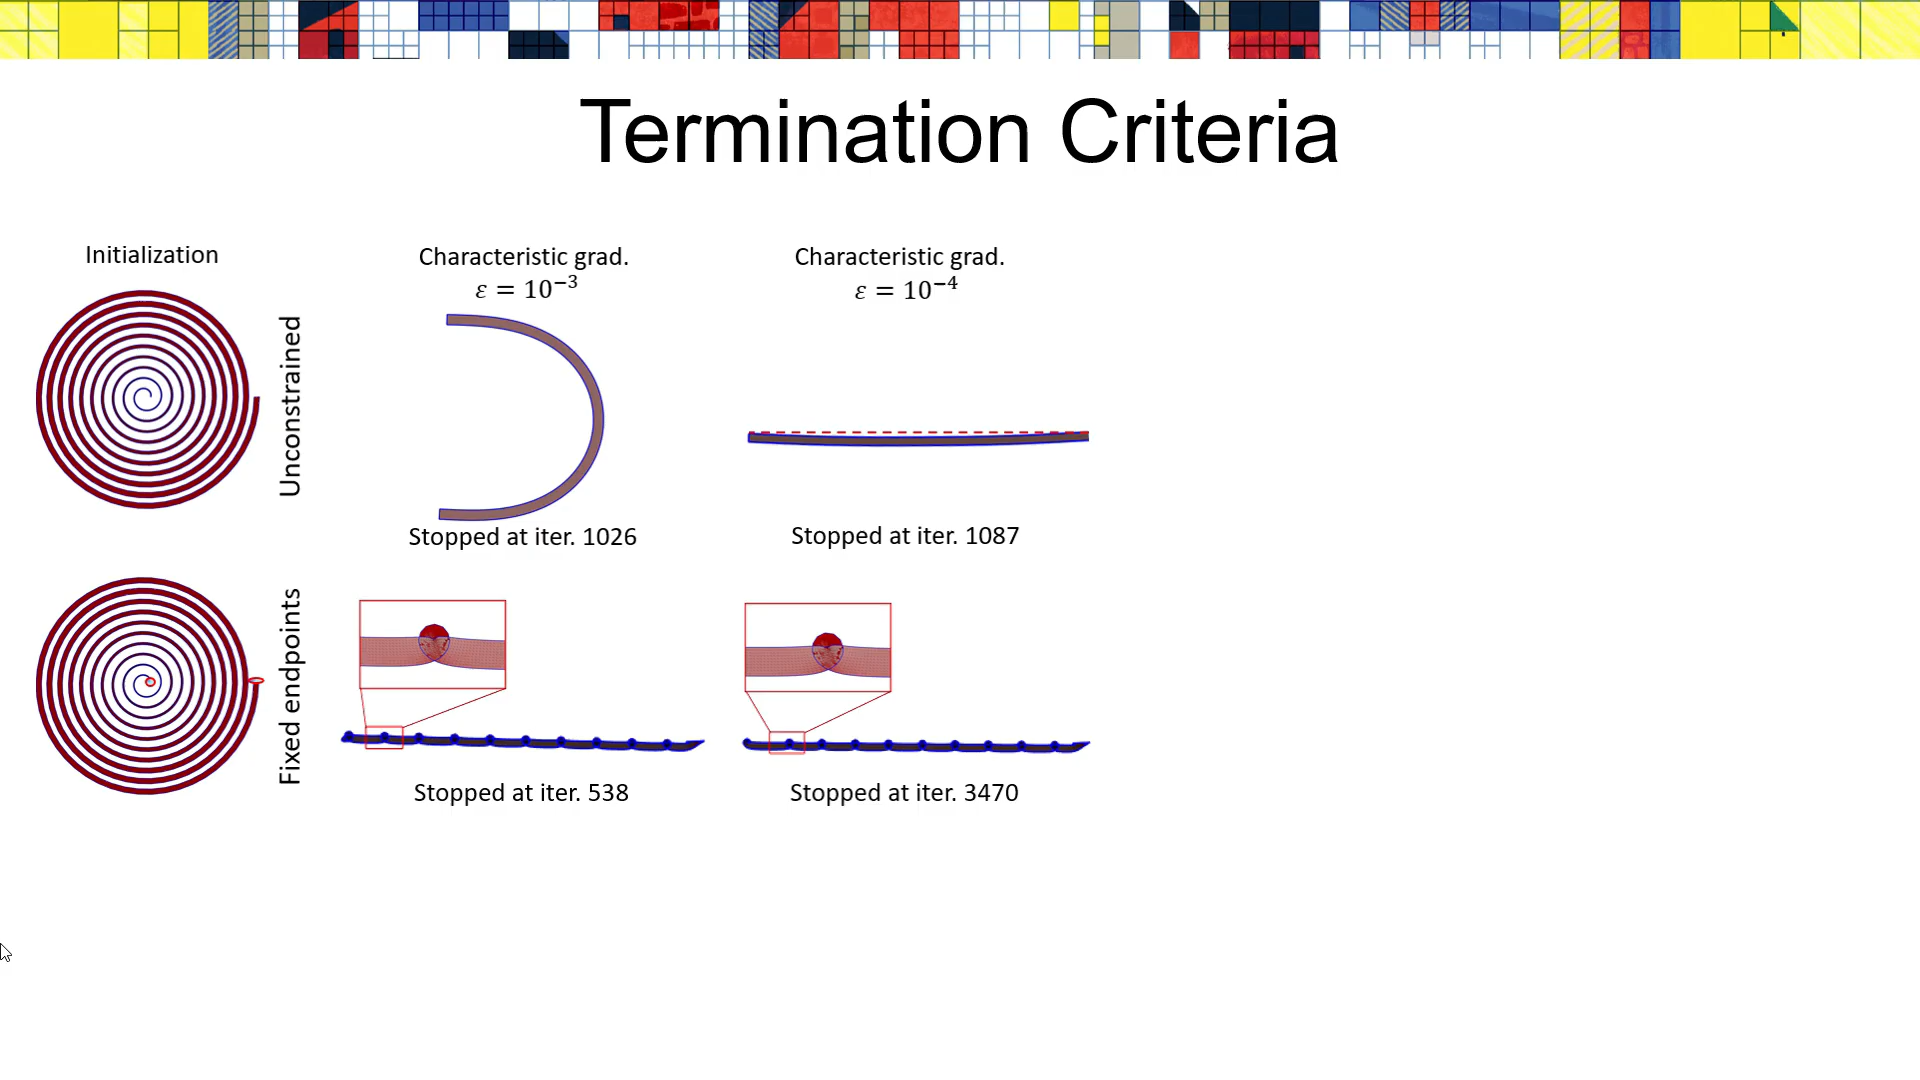 Termination Criteria
Initialization
Characteristic grad.
ε = 10⁻³
Characteristic grad.
ε = 10⁻⁴
Unconstrained
Stopped at iter. 1026
Stopped at iter. 1087
Fixed endpoints
Stopped at iter. 538
Stopped at iter. 3470